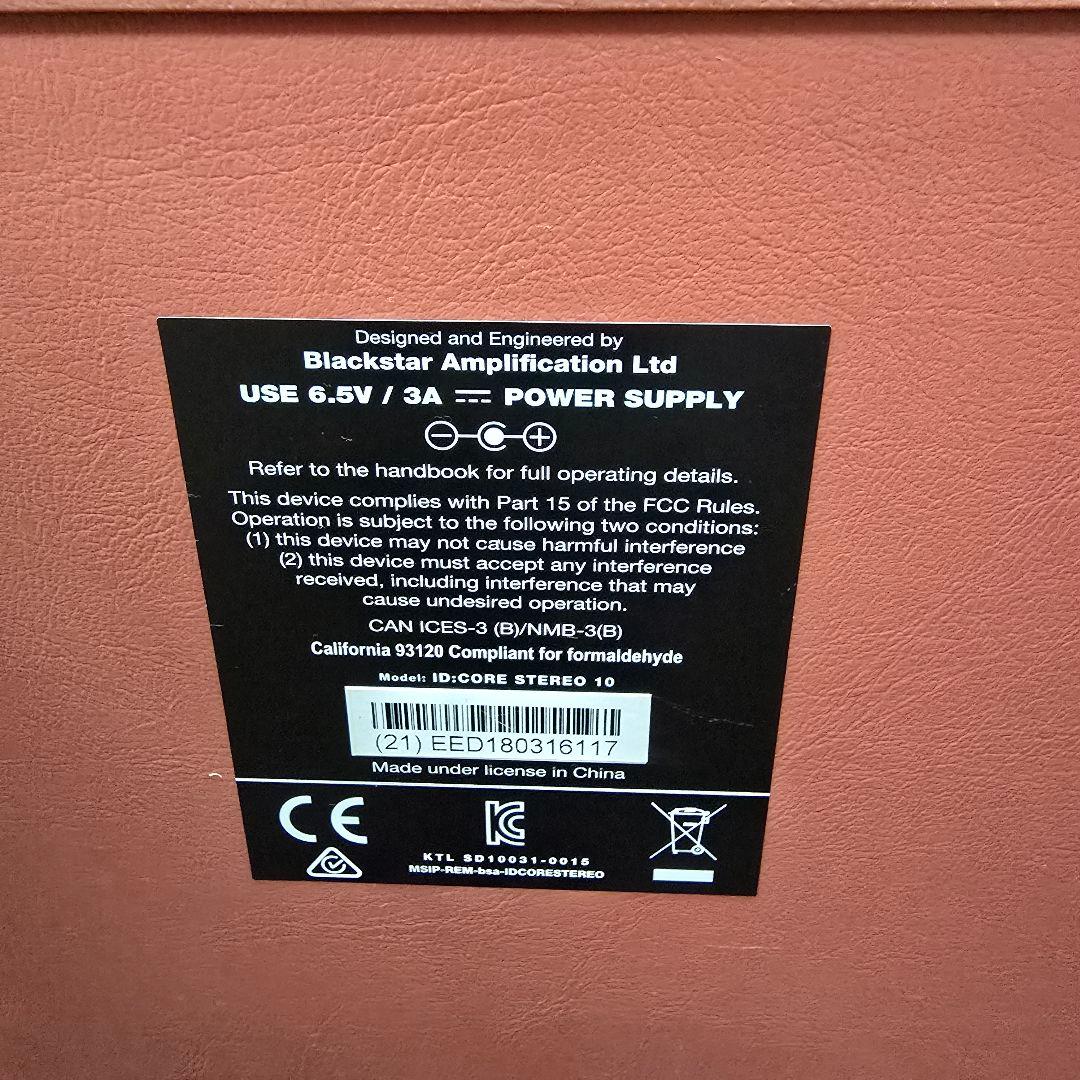 Designed and Engineered by
Blackstar Amplification Ltd
USE 6.5V / 3A ⎓ POWER SUPPLY
Refer to the handbook for full operating details.
This device complies with Part 15 of the FCC Rules.
Operation is subject to the following two conditions:
(1) this device may not cause harmful interference
(2) this device must accept any interference
received, including interference that may
cause undesired operation.
CAN ICES-3 (B)/NMB-3(B)
California 93120 Compliant for formaldehyde
Model: ID:CORE STEREO 10
(21) EED180316117
Made under license in China
CE KC
KTL SD10031-0015
MSIP-REM-bsa-IDCORESTEREO